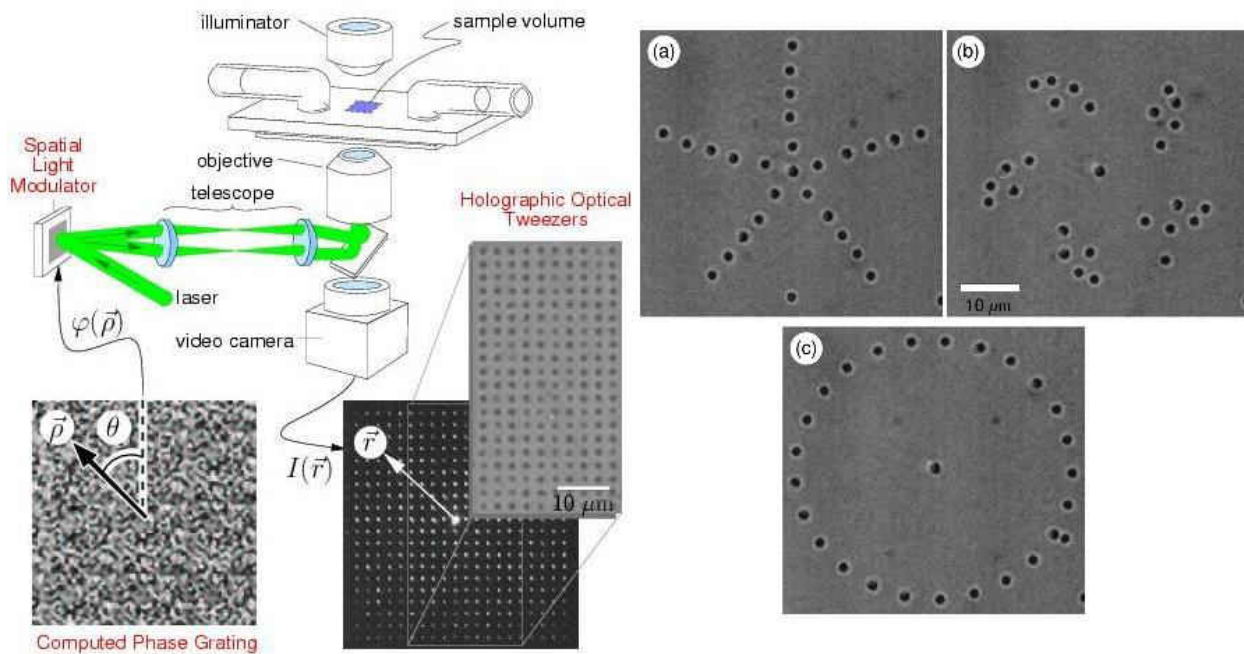 illuminator
sample volume
Spatial
Light
Modulator
objective
telescope
Holographic Optical
Tweezers
laser
φ(ρ⃗)
video camera
ρ⃗
θ
I(r⃗)
r⃗
10 μm
Computed Phase Grating
(a)
(b)
10 μm
(c)